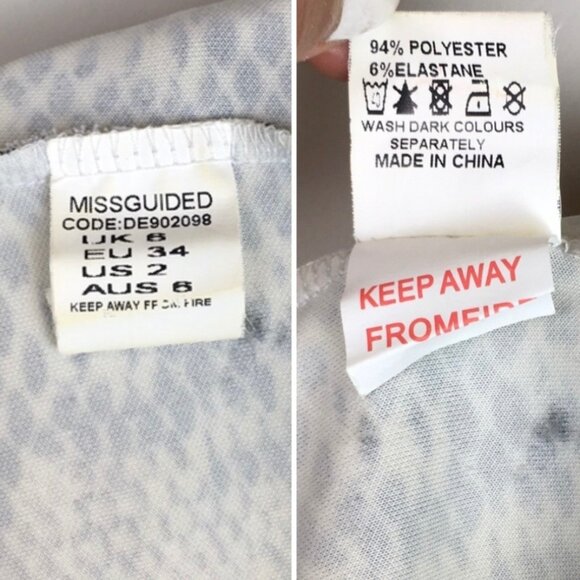 MISSGUIDED
CODE:DE902098
UK 6
EU 34
US 2
AUS 6
KEEP AWAY FROM FIRE
94% POLYESTER
6%ELASTANE
WASH DARK COLOURS
SEPARATELY
MADE IN CHINA
KEEP AWAY
FROMFIRE